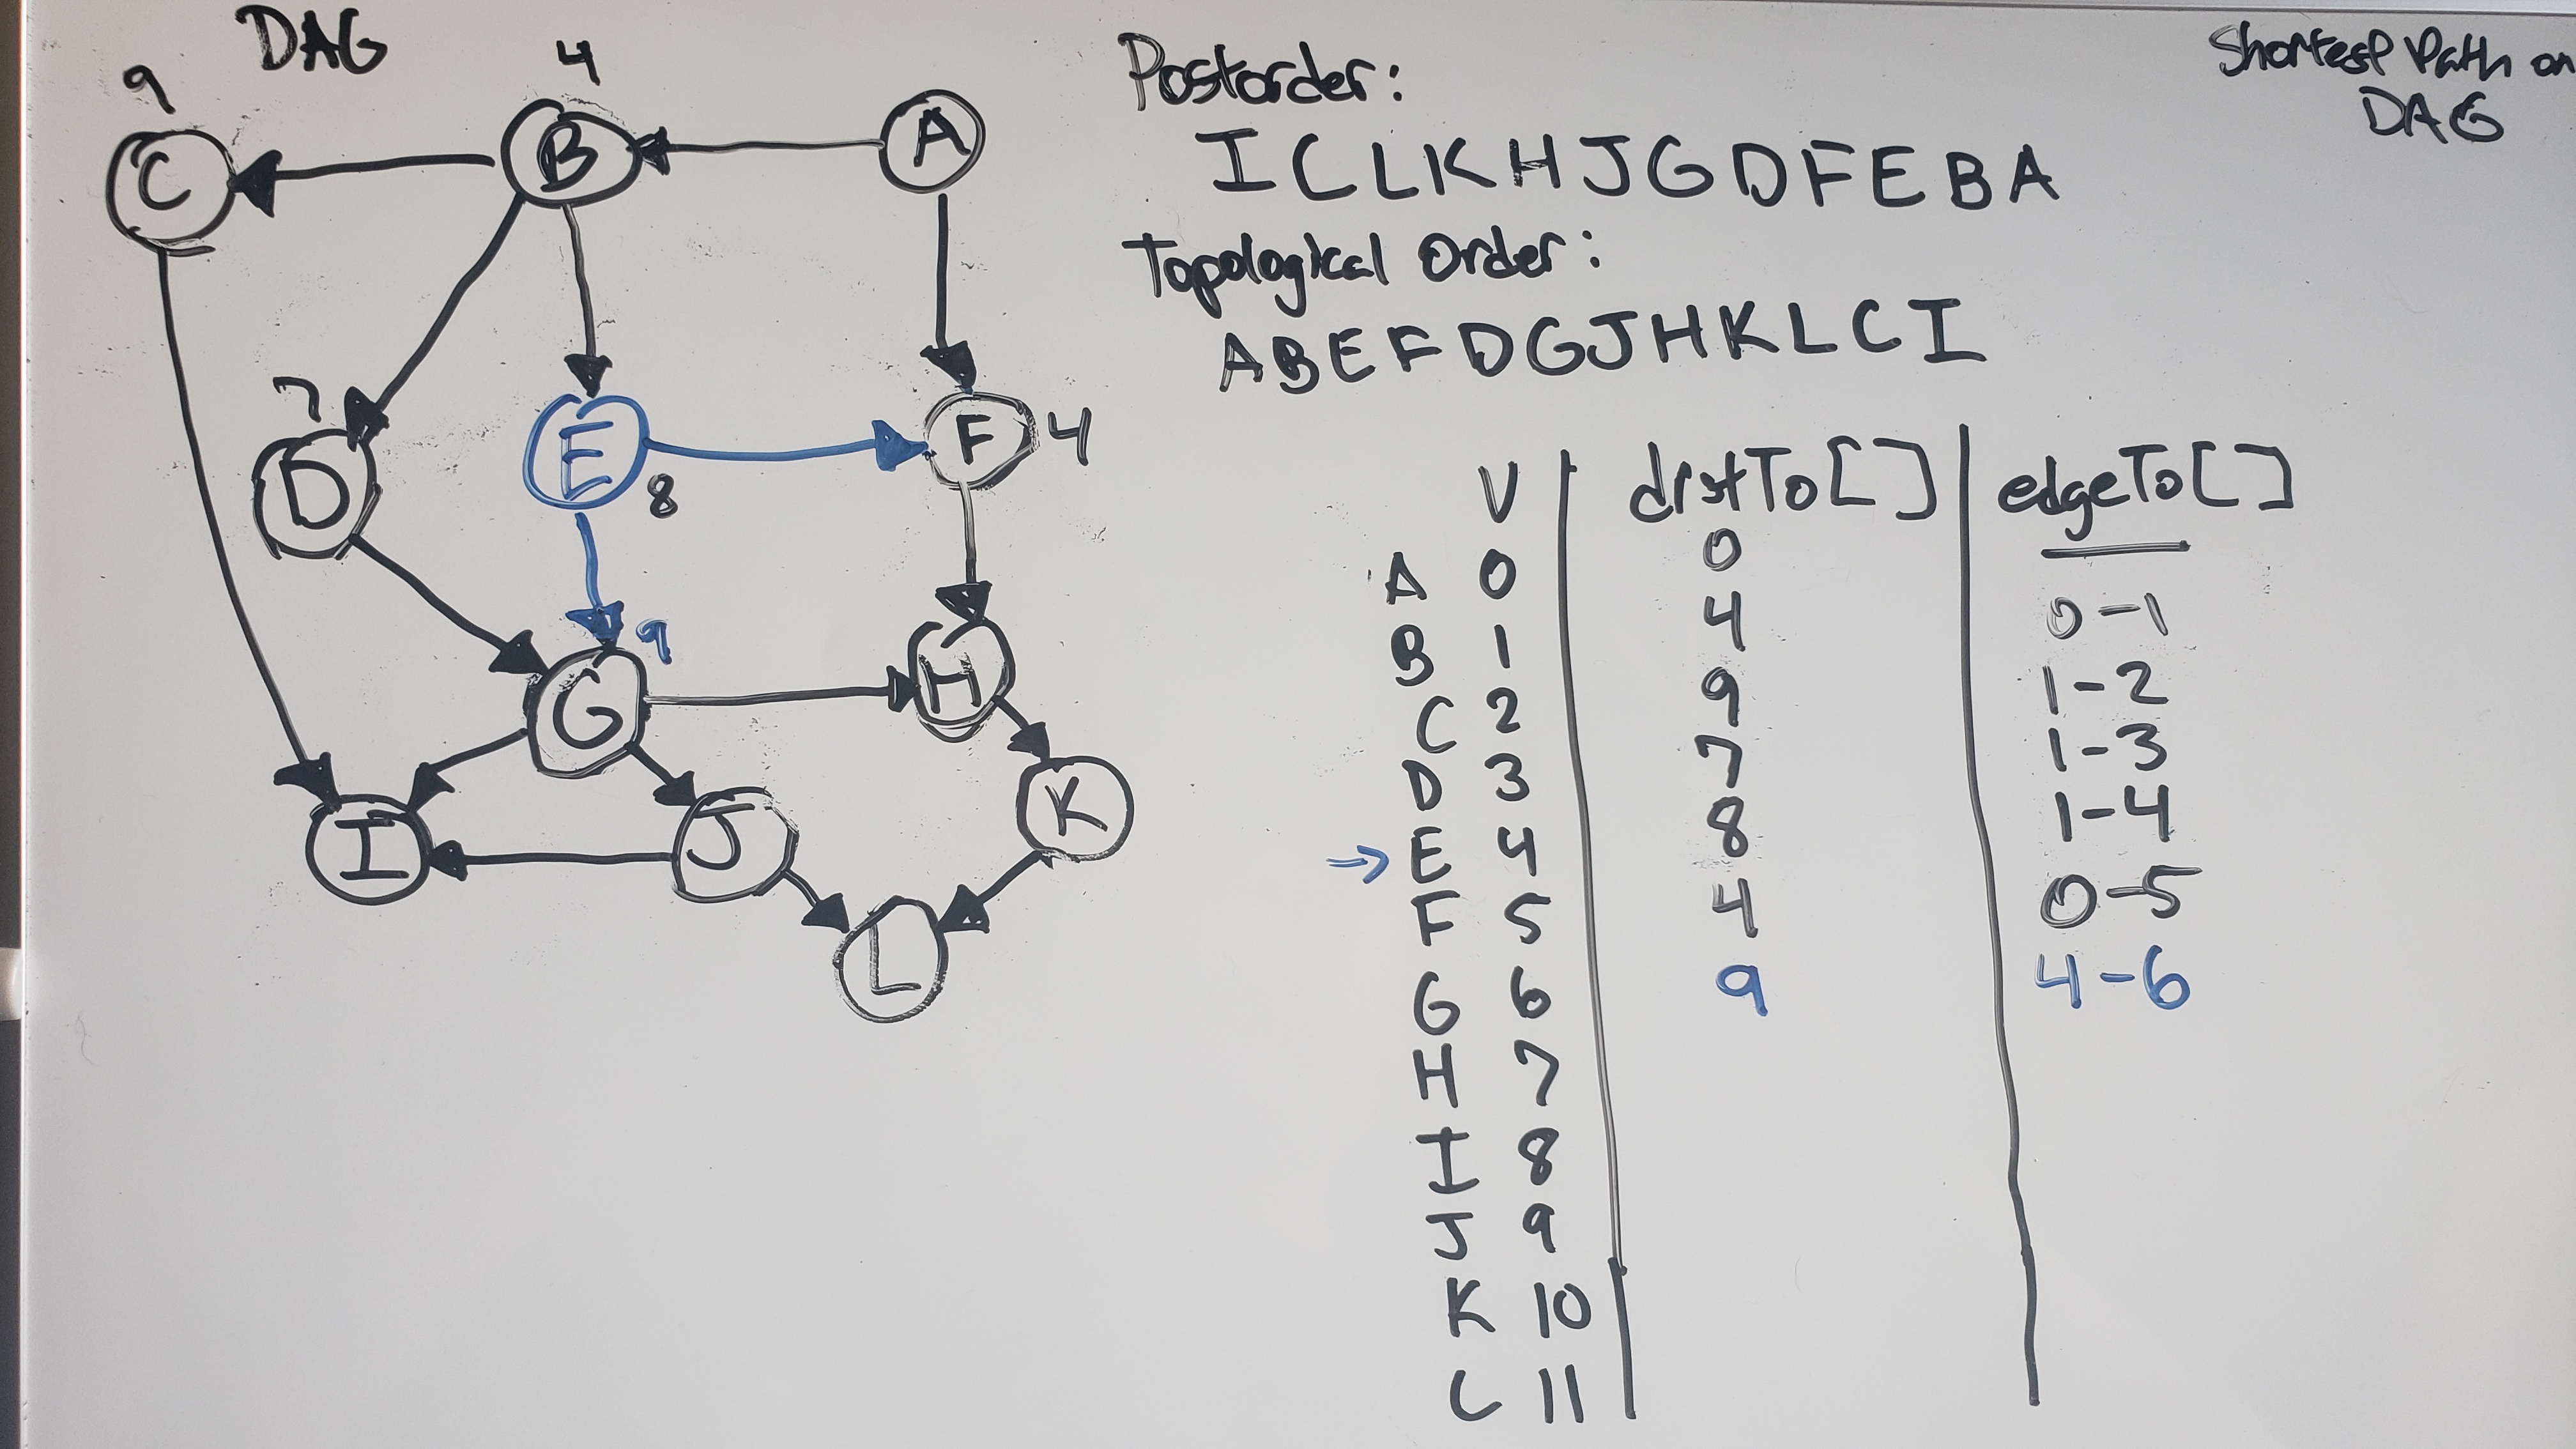 DAG
4
9
C
B
A
7
D
E
8
F
4
9
G
H
I
J
K
L
Postorder:
I C L K H J G D F E B A
Topological Order:
A B E F D G J H K L C I
Shortest Path on
DAG
V distTo[] edgeTo[]
A 0 0 —
B 1 4 0-1
C 2 9 1-2
D 3 7 1-3
→ E 4 8 1-4
F 5 4 0-5
G 6 9 4-6
H 7
I 8
J 9
K 10
L 11